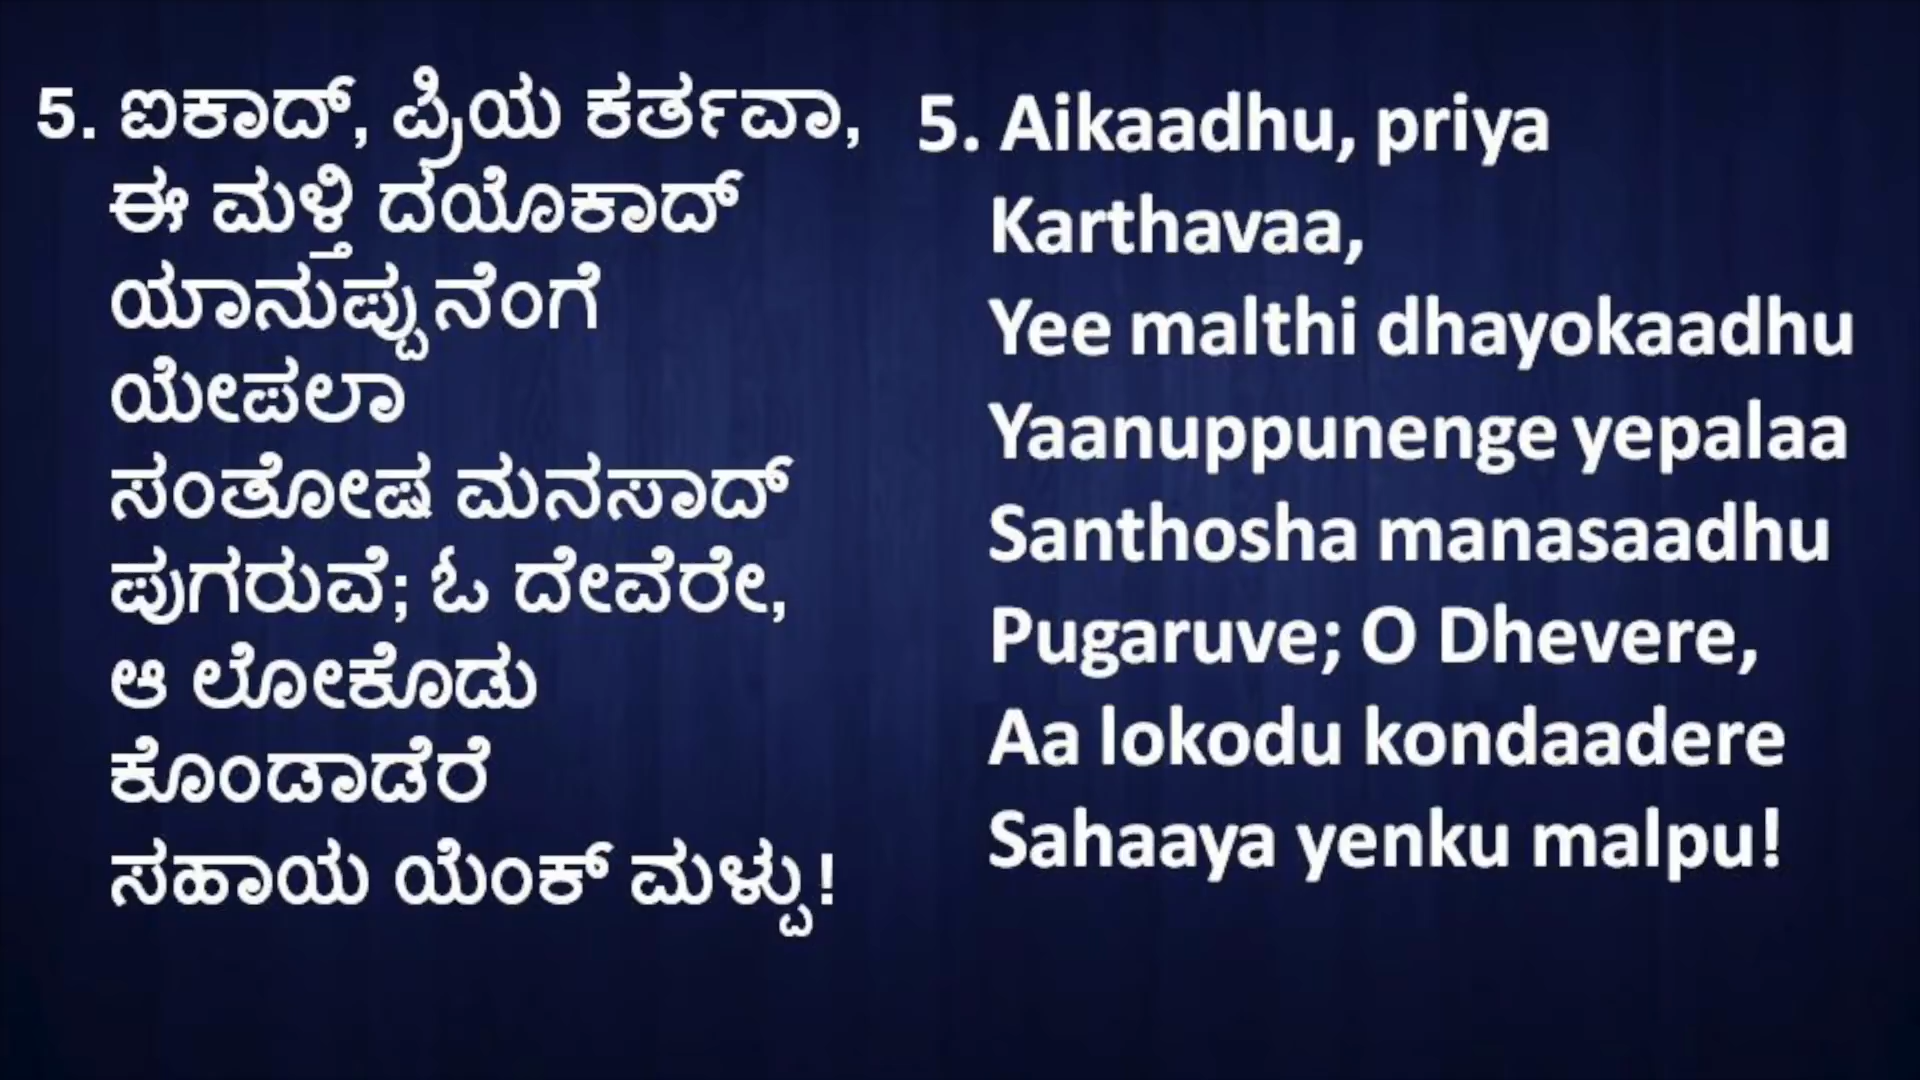 5. ಐಕಾದ್, ಪ್ರಿಯ ಕರ್ತವಾ,
ಈ ಮಳ್ತಿ ದಯೊಕಾದ್
ಯಾನುಪ್ಪುನೆಂಗೆ
ಯೇಪಲಾ
ಸಂತೋಷ ಮನಸಾದ್
ಪುಗರುವೆ; ಓ ದೇವೆರೇ,
ಆ ಲೋಕೊಡು
ಕೊಂಡಾಡೆರೆ
ಸಹಾಯ ಯೆಂಕ್ ಮಳ್ಪು!
5. Aikaadhu, priya
Karthavaa,
Yee malthi dhayokaadhu
Yaanuppunenge yepalaa
Santhosha manasaadhu
Pugaruve; O Dhevere,
Aa lokodu kondaadere
Sahaaya yenku malpu!